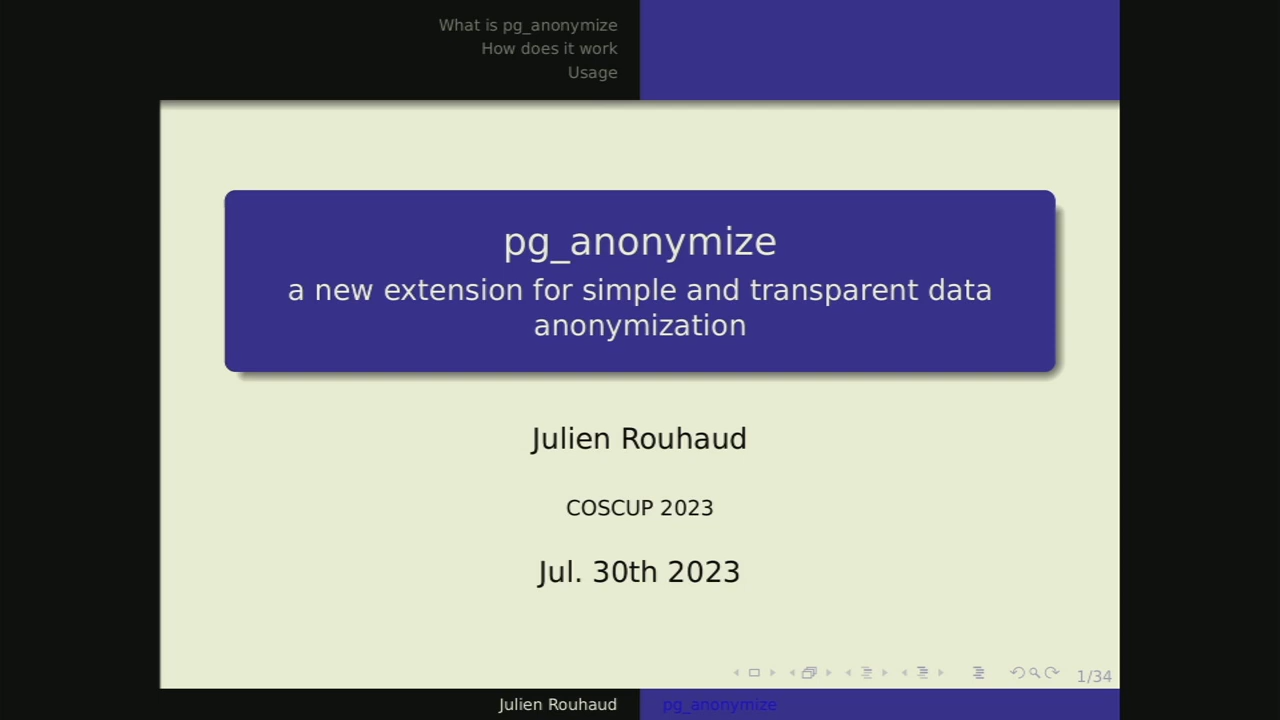 What is pg_anonymize
How does it work
Usage
pg_anonymize
a new extension for simple and transparent data
anonymization
Julien Rouhaud
COSCUP 2023
Jul. 30th 2023
1/34
Julien Rouhaud
pg_anonymize